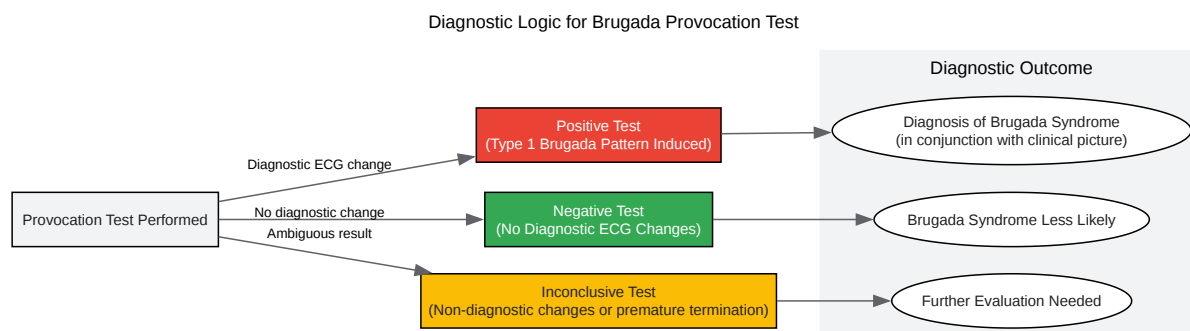 Diagnostic Logic for Brugada Provocation Test
Diagnostic Outcome
Positive Test
(Type 1 Brugada Pattern Induced)
Diagnosis of Brugada Syndrome
(in conjunction with clinical picture)
Diagnostic ECG change
Provocation Test Performed
No diagnostic change
Negative Test
(No Diagnostic ECG Changes)
Brugada Syndrome Less Likely
Ambiguous result
Inconclusive Test
(Non-diagnostic changes or premature termination)
Further Evaluation Needed